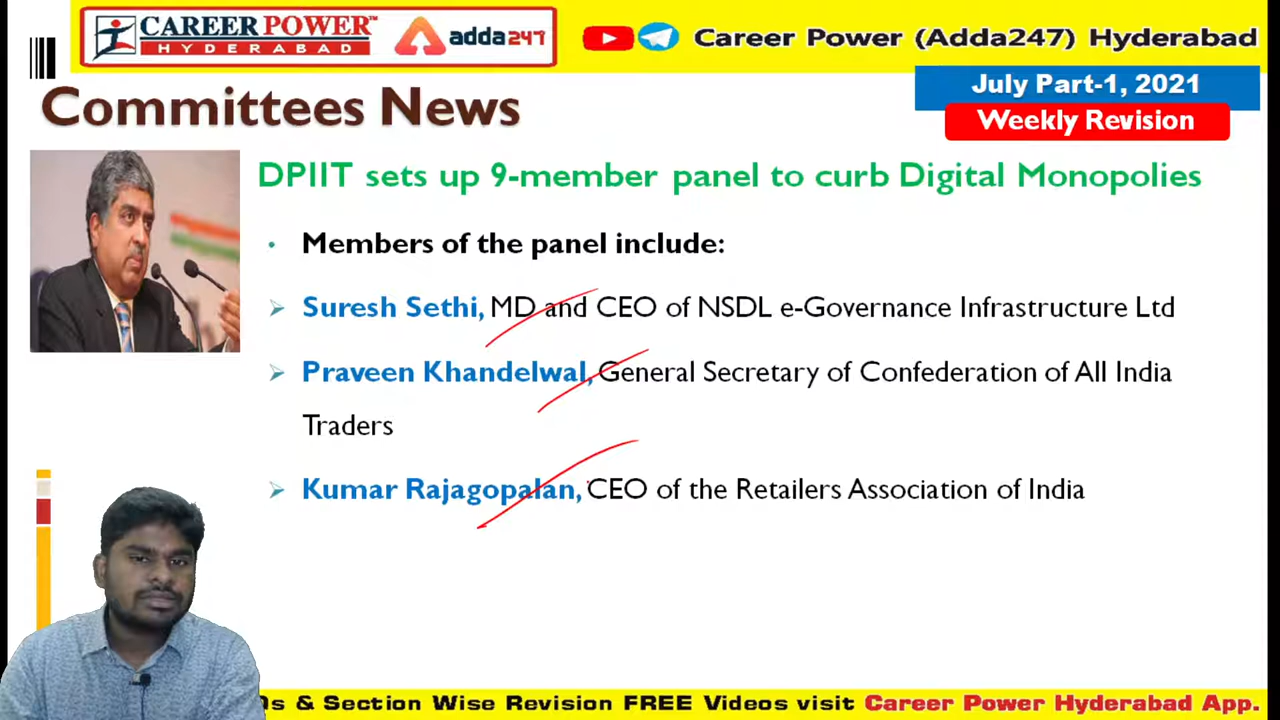 CAREER POWER™
HYDERABAD
adda247
Career Power (Adda247) Hyderabad
July Part-1, 2021
Weekly Revision
Committees News
DPIIT sets up 9-member panel to curb Digital Monopolies
• Members of the panel include:
➢ Suresh Sethi, MD and CEO of NSDL e-Governance Infrastructure Ltd
➢ Praveen Khandelwal, General Secretary of Confederation of All India
Traders
➢ Kumar Rajagopalan, CEO of the Retailers Association of India
& Section Wise Revision FREE Videos visit Career Power Hyderabad App.